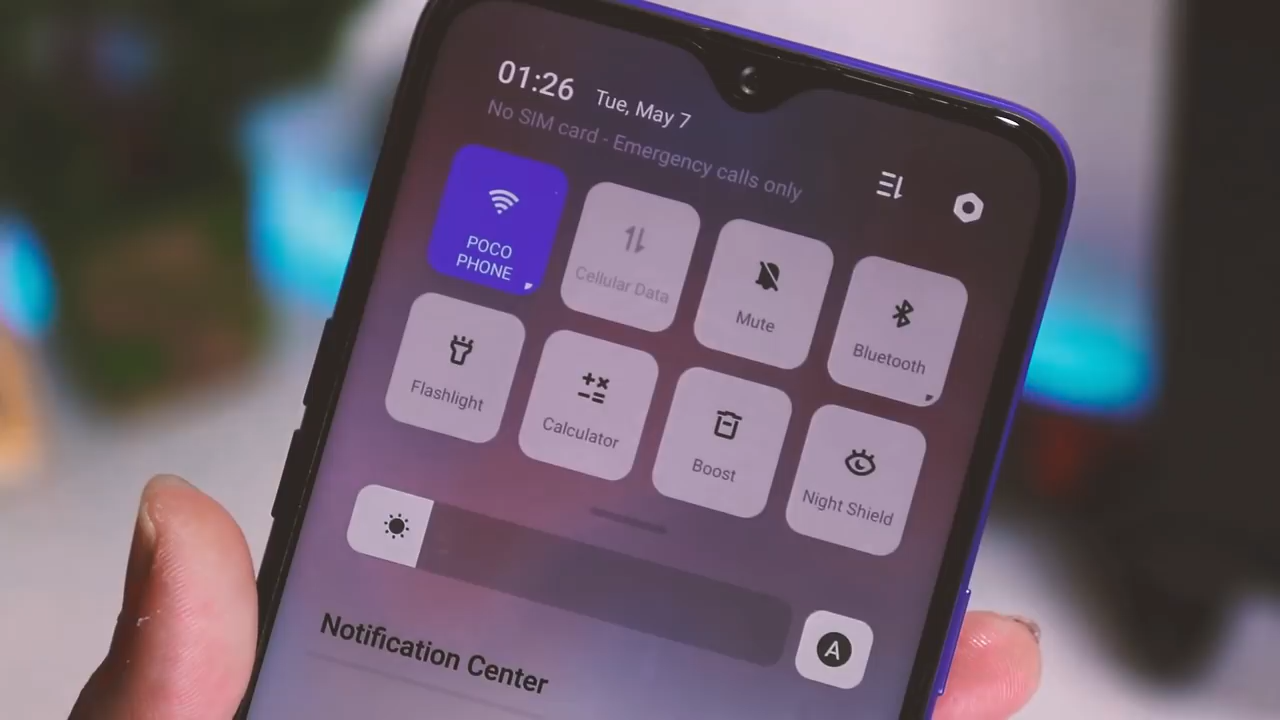 01:26 Tue, May 7
No SIM card - Emergency calls only
POCO
PHONE
Cellular Data
Mute
Bluetooth
Flashlight
Calculator
Boost
Night Shield
A
Notification Center